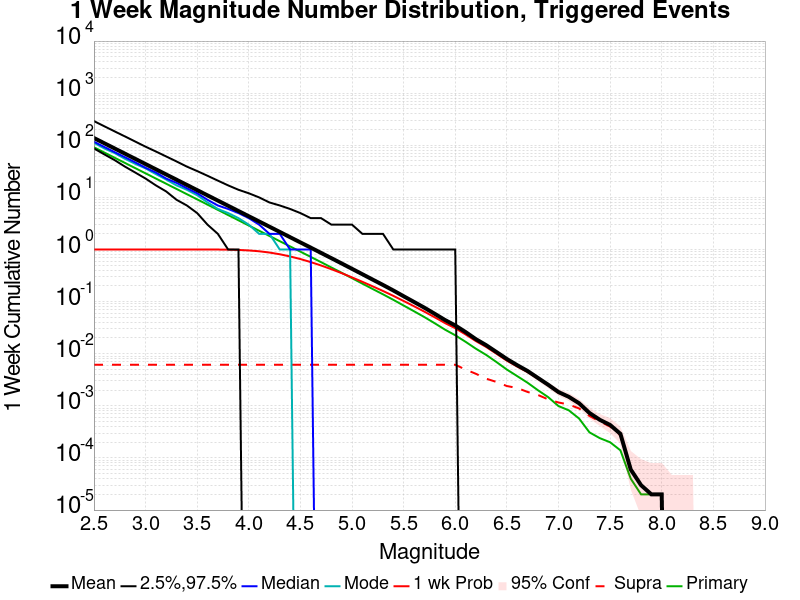 1 Week Magnitude Number Distribution, Triggered Events
1 Week Cumulative Number
10^4
10^3
10^2
10^1
10^0
10^-1
10^-2
10^-3
10^-4
10^-5
2.5 3.0 3.5 4.0 4.5 5.0 5.5 6.0 6.5 7.0 7.5 8.0 8.5 9.0
Magnitude
Mean 2.5%,97.5% Median Mode 1 wk Prob 95% Conf Supra Primary